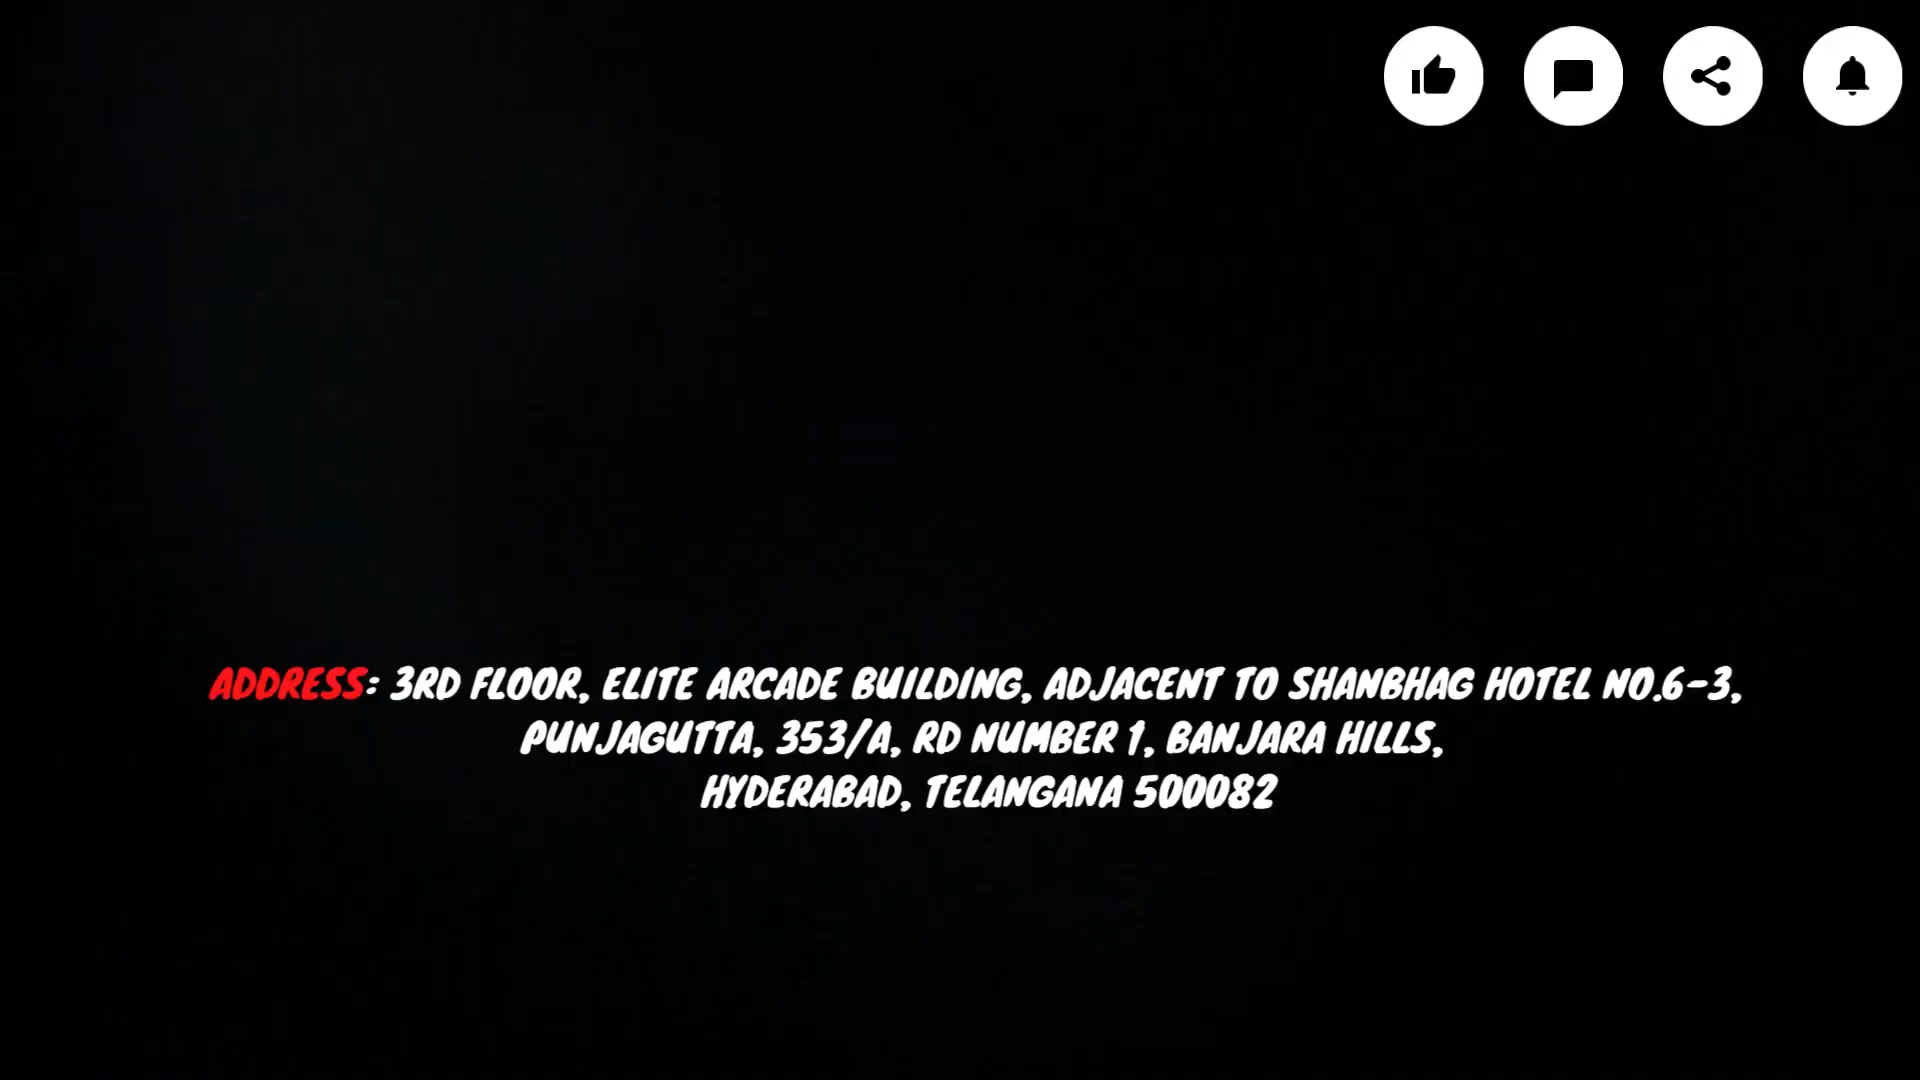 ADDRESS: 3RD FLOOR, ELITE ARCADE BUILDING, ADJACENT TO SHANBHAG HOTEL NO.6-3,
PUNJAGUTTA, 353/A, RD NUMBER 1, BANJARA HILLS,
HYDERABAD, TELANGANA 500082